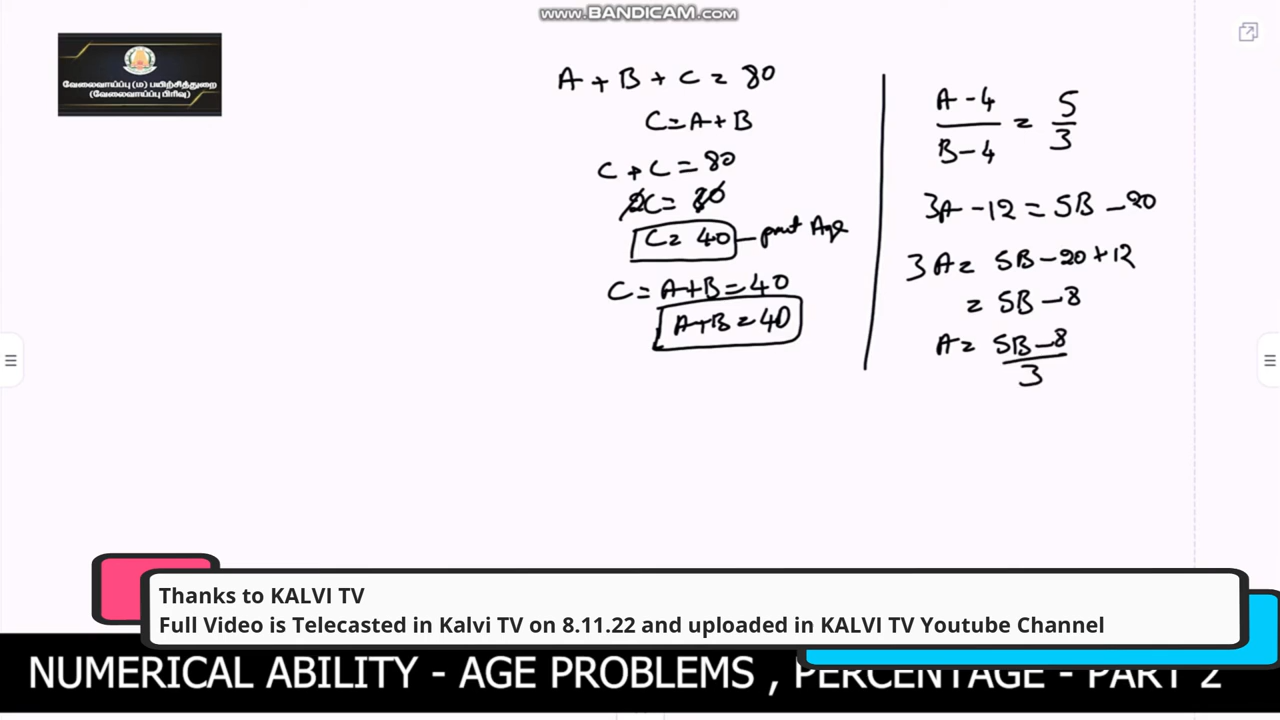 www.BANDICAM.com
வேலைவாய்ப்பு (ம) பயிற்சித்துறை
(வேலைவாய்ப்பு பிரிவு)
A + B + C = 80
C = A + B
C + C = 80
2C = 80
C = 40 — prnt Age
C = A+B = 40
A+B = 40
A - 4
B - 4
=
5
3
3A - 12 = 5B - 20
3A = 5B - 20 + 12
= 5B - 8
A = 5B - 8
3
Thanks to KALVI TV
Full Video is Telecasted in Kalvi TV on 8.11.22 and uploaded in KALVI TV Youtube Channel
NUMERICAL ABILITY - AGE PROBLEMS , PERCENTAGE - PART 2